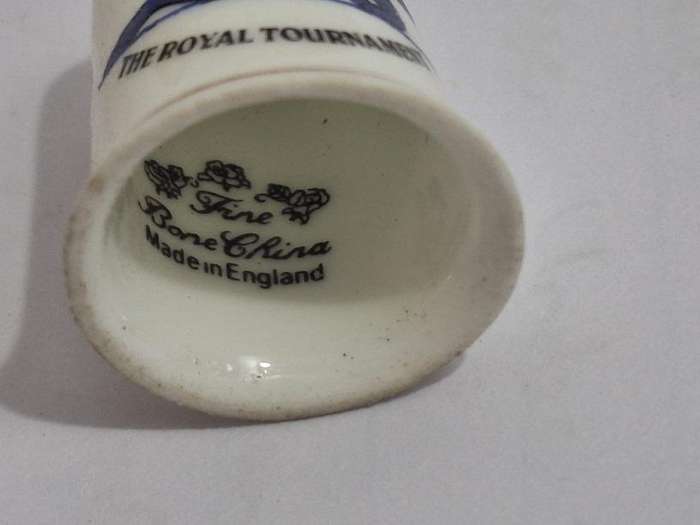 THE ROYAL TOURNAMENT
Fine
Bone China
Made in England